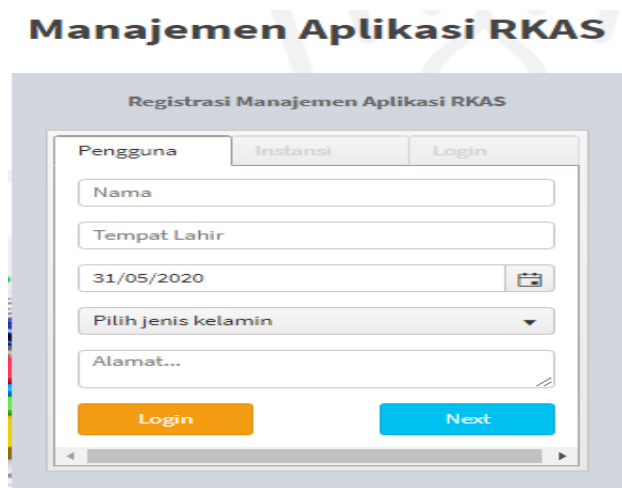 Manajemen Aplikasi RKAS
Registrasi Manajemen Aplikasi RKAS
Pengguna Instansi Login
Nama
Tempat Lahir
31/05/2020
Pilih jenis kelamin
Alamat...
Login Next